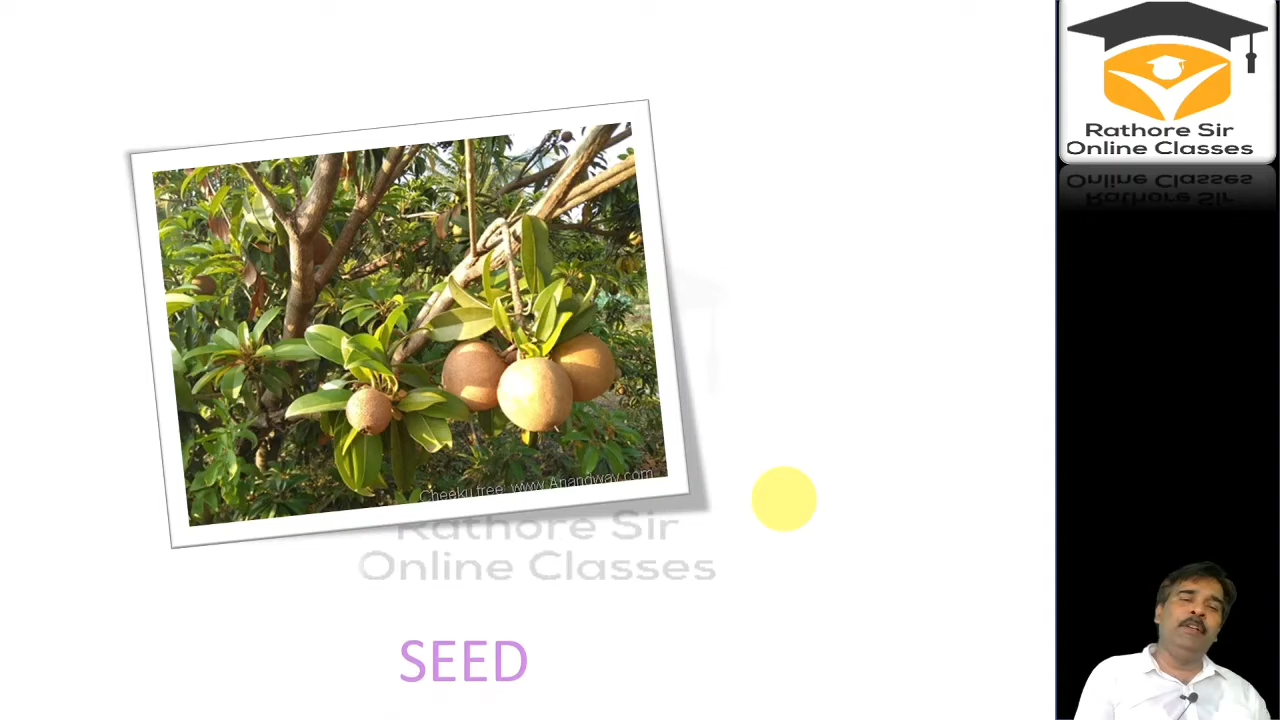 Rathore Sir
Online Classes
Cheeku tree: www.Anandway.com
Rathore Sir
Online Classes
SEED